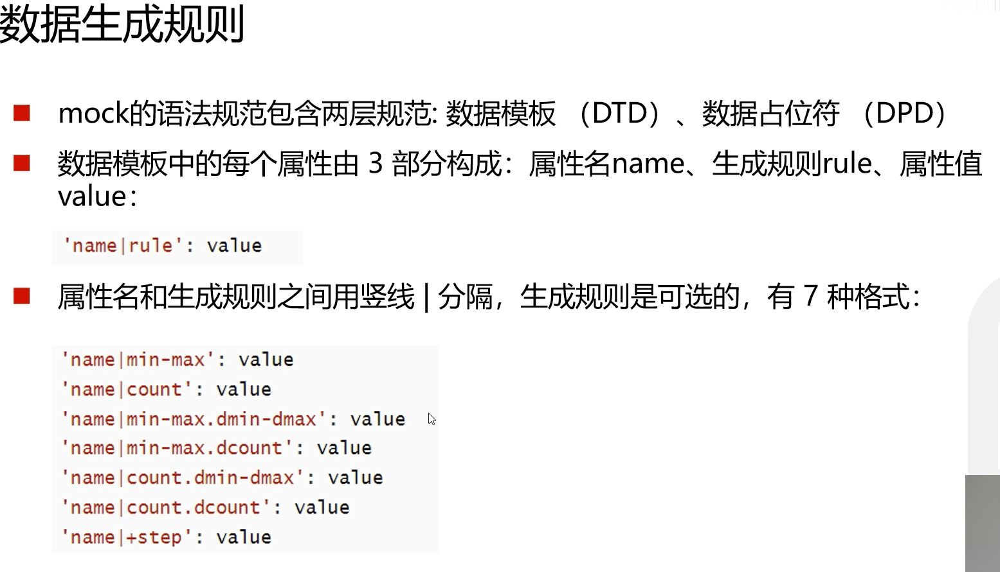 数据生成规则
mock的语法规范包含两层规范: 数据模板 （DTD）、数据占位符 （DPD）
数据模板中的每个属性由 3 部分构成：属性名name、生成规则rule、属性值
value：
'name|rule': value
属性名和生成规则之间用竖线 | 分隔，生成规则是可选的，有 7 种格式：
'name|min-max': value
'name|count': value
'name|min-max.dmin-dmax': value
'name|min-max.dcount': value
'name|count.dmin-dmax': value
'name|count.dcount': value
'name|+step': value